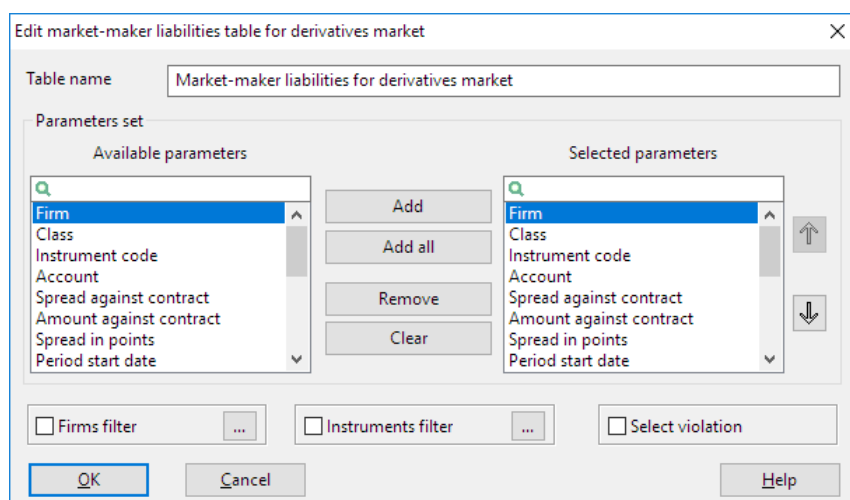 Edit market-maker liabilities table for derivatives market
Table name
Market-maker liabilities for derivatives market
Parameters set
Available parameters
Selected parameters
Firm
Class
Instrument code
Account
Spread against contract
Amount against contract
Spread in points
Period start date
Add
Add all
Remove
Clear
Firm
Class
Instrument code
Account
Spread against contract
Amount against contract
Spread in points
Period start date
Firms filter
...
Instruments filter
...
Select violation
OK
Cancel
Help